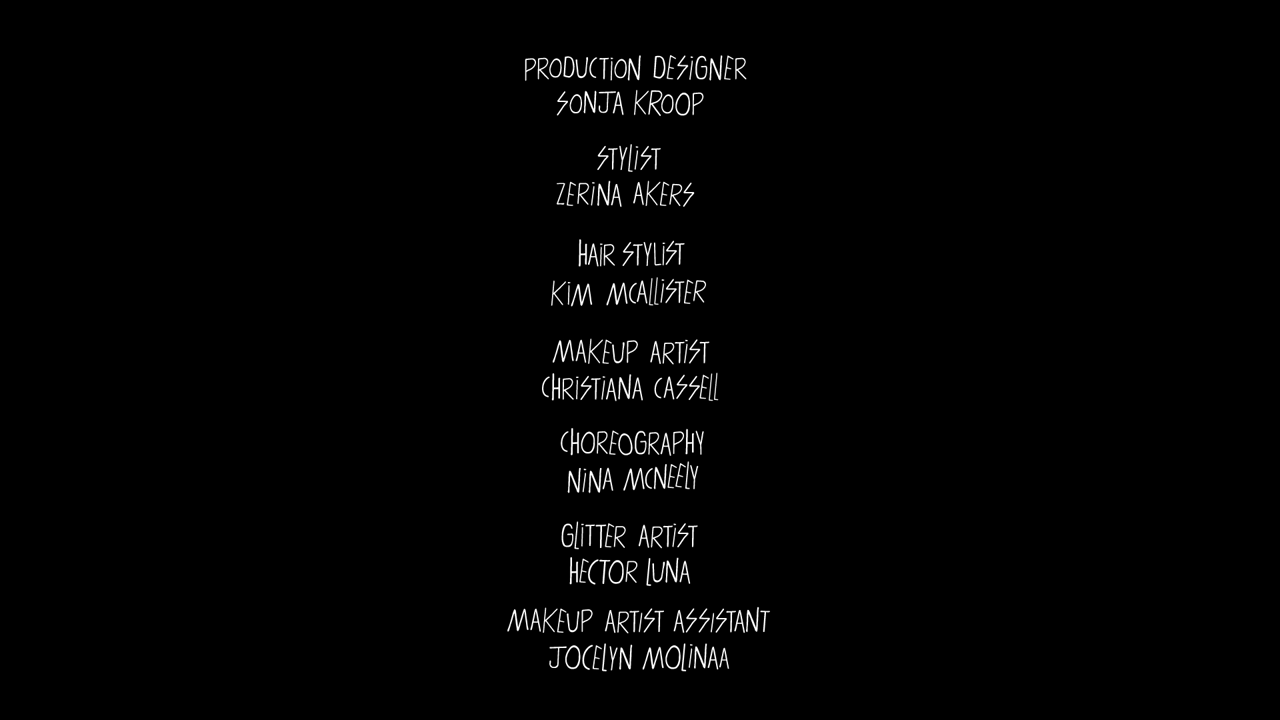 PRODUCTION DESIGNER
SONJA KROOP
STYLIST
ZERINA AKERS
HAIR STYLIST
KIM MCALLISTER
MAKEUP ARTIST
CHRISTIANA CASSELL
CHOREOGRAPHY
NINA MCNEELY
GLITTER ARTIST
HECTOR LUNA
MAKEUP ARTIST ASSISTANT
JOCELYN MOLINAA